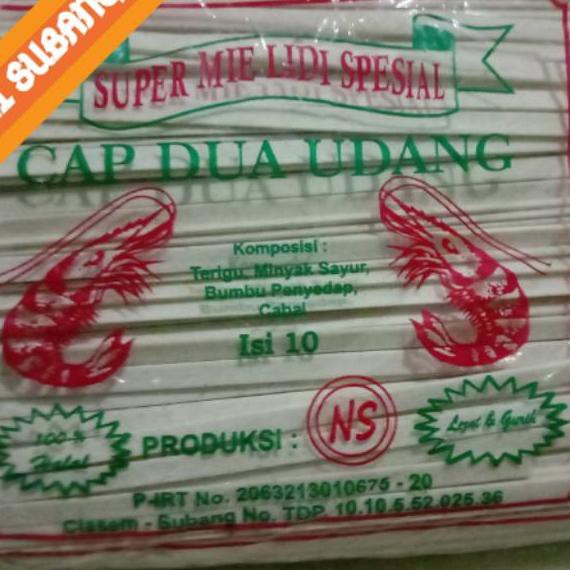 SUBANG
SUPER MIE LIDI SPESIAL
CAP DUA UDANG
Komposisi :
Terigu, Minyak Sayur,
Bumbu Penyedap,
Cabai
Isi 10
100 %
Halal
PRODUKSI :
NS
Lezat & Gurih
P-IRT No. 2063213010675 - 20
Ciasem - Subang No. TDP. 10.10.5.52.025.36